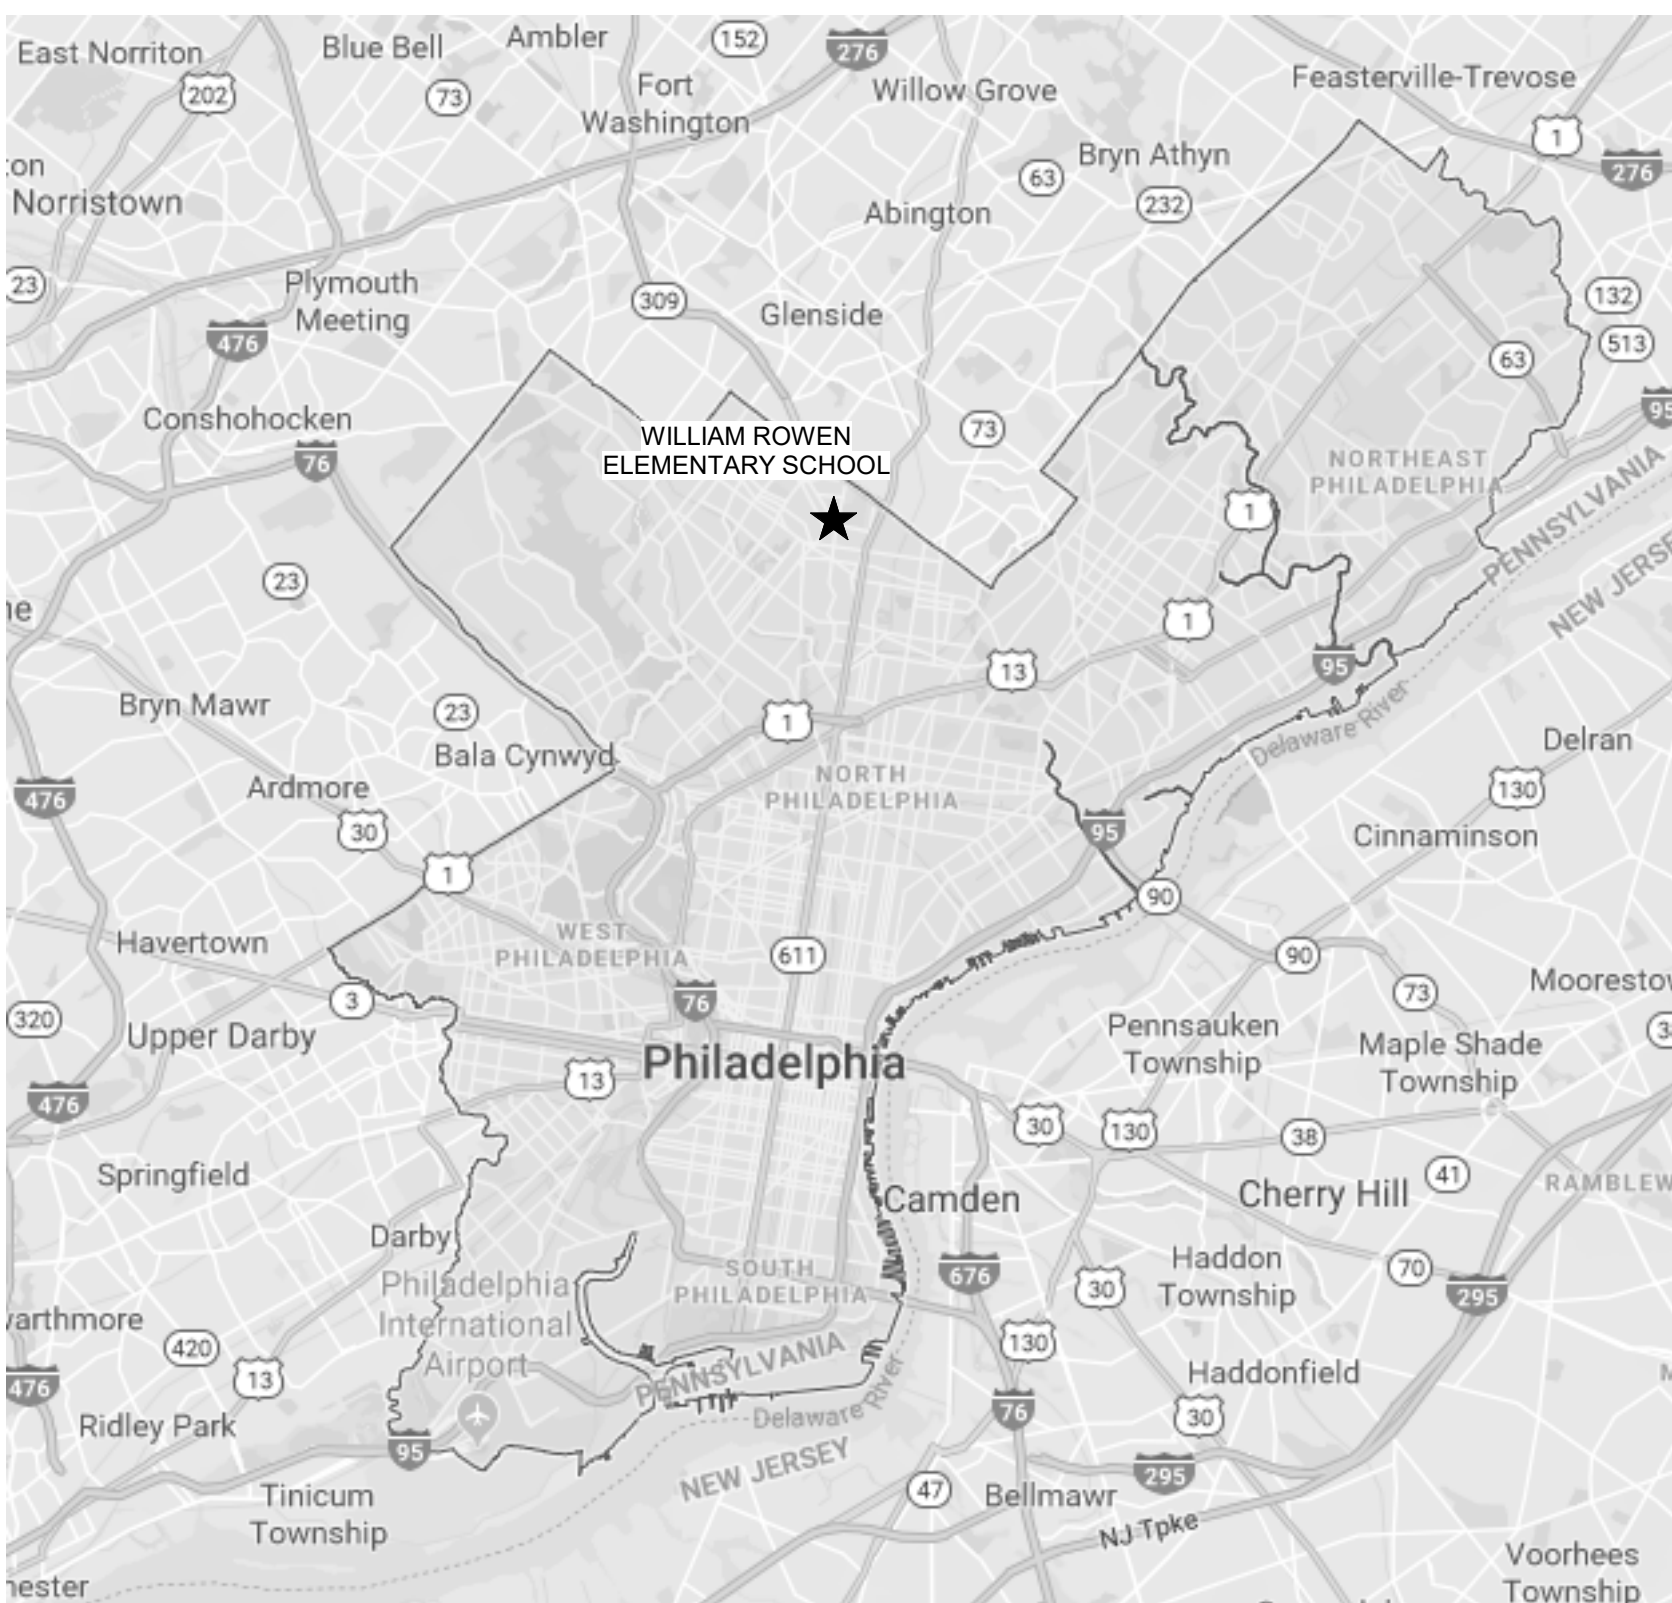 East Norriton
Blue Bell
Ambler
152
276
202
73
Fort
Washington
Willow Grove
Feasterville-Trevose
1
276
Bryn Athyn
63
232
Norristown
Abington
23
Plymouth
Meeting
309
Glenside
132
476
513
63
95
Conshohocken
73
76
WILLIAM ROWEN
ELEMENTARY SCHOOL
NORTHEAST
PHILADELPHIA
1
PENNSYLVANIA
NEW JERSE
23
1
13
95
Bryn Mawr
23
1
Delaware River
Bala Cynwyd
Delran
NORTH
PHILADELPHIA
Ardmore
476
130
30
95
Cinnaminson
1
90
WEST
PHILADELPHIA
Havertown
611
90
3
76
73
Moorestow
320
Upper Darby
Pennsauken
Township
Maple Shade
Township
Philadelphia
13
476
30
130
38
Springfield
41
RAMBLEW
Camden
Cherry Hill
Darby
Philadelphia
International
Airport
SOUTH
PHILADELPHIA
676
Haddon
Township
70
30
295
arthmore
420
130
PENNSYLVANIA
13
476
Haddonfield
Ridley Park
76
30
Delaware River
95
NEW JERSEY
295
47
Bellmawr
Tinicum
Township
NJ Tpke
Voorhees
Township
hester